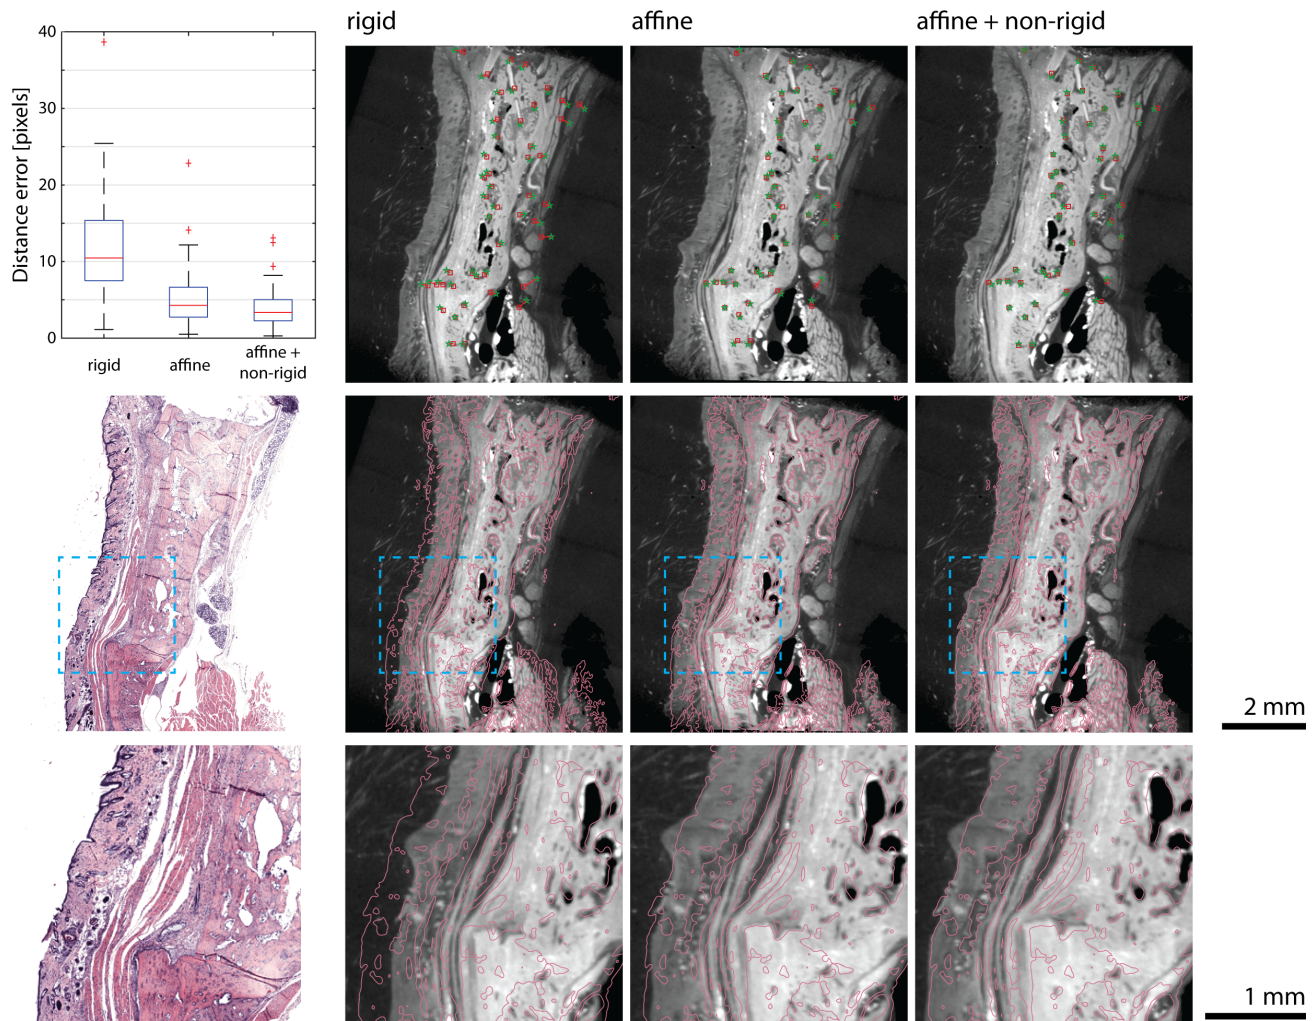 rigid
affine
affine + non-rigid
Distance error [pixels]
40
30
20
10
0
rigid
affine
affine +
non-rigid
2 mm
1 mm